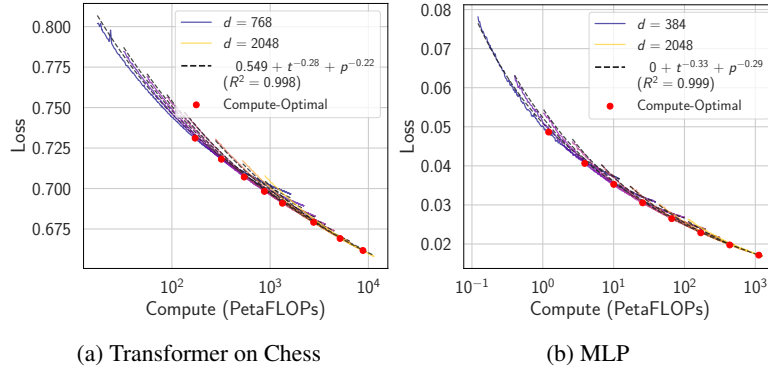 0.800
0.775
0.750
0.725
0.700
0.675
Loss
d = 768
d = 2048
0.549 + t^{-0.28} + p^{-0.22}
(R^2 = 0.998)
Compute-Optimal
10^2
10^3
10^4
Compute (PetaFLOPs)
(a) Transformer on Chess
0.08
0.07
0.06
0.05
0.04
0.03
0.02
Loss
d = 384
d = 2048
0 + t^{-0.33} + p^{-0.29}
(R^2 = 0.999)
Compute-Optimal
10^{-1}
10^0
10^1
10^2
10^3
Compute (PetaFLOPs)
(b) MLP